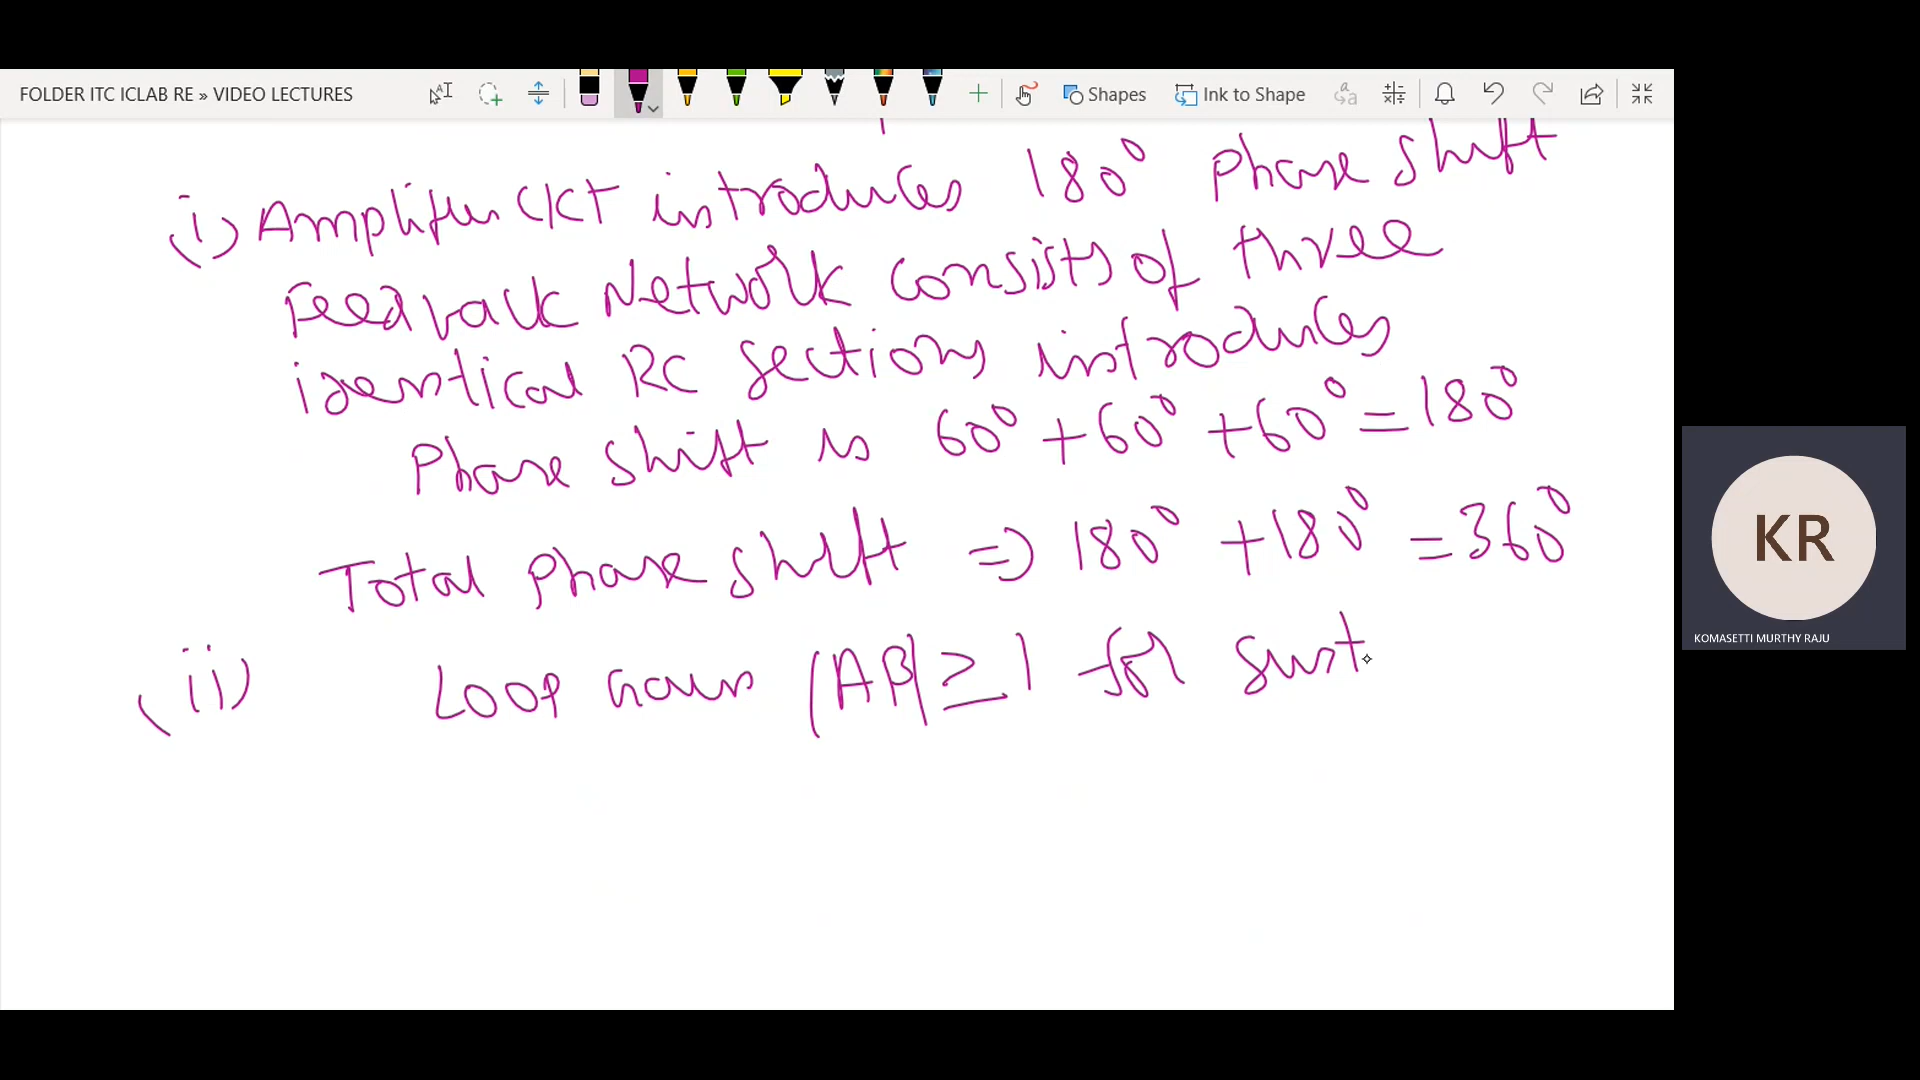 FOLDER ITC ICLAB RE » VIDEO LECTURES
Shapes
Ink to Shape
(i) Amplifier CKT introduces 180° phase shift
Feedback Network consists of three
identical RC sections introduces
Phase shift is 60° + 60° + 60° = 180°
Total phase shift => 180° + 180° = 360°
(ii) Loop Gain |Aβ| ≥ 1 for sust
KR
KOMASETTI MURTHY RAJU